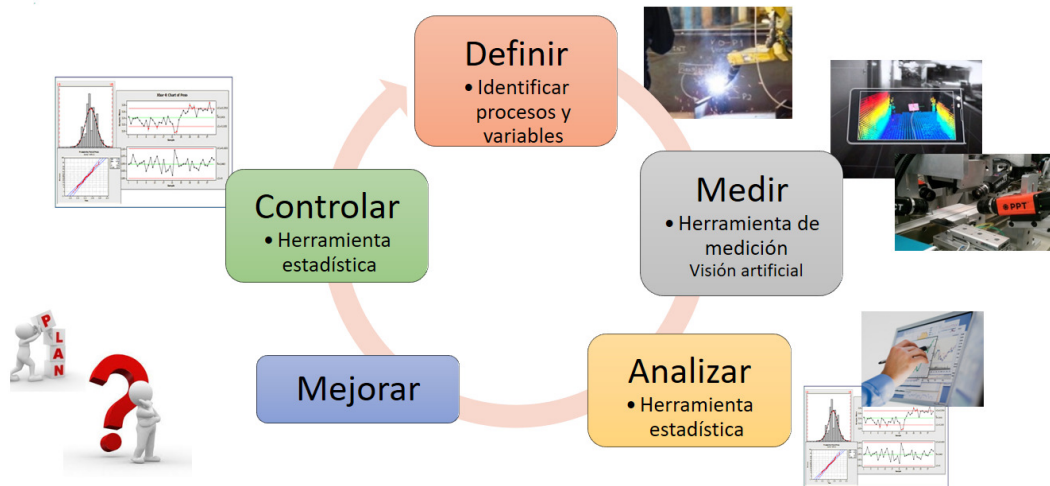 Definir
• Identificar
procesos y
variables
Medir
• Herramienta de
medición
Visión artificial
Analizar
• Herramienta
estadística
Mejorar
Controlar
• Herramienta
estadística
PLAN
PPT